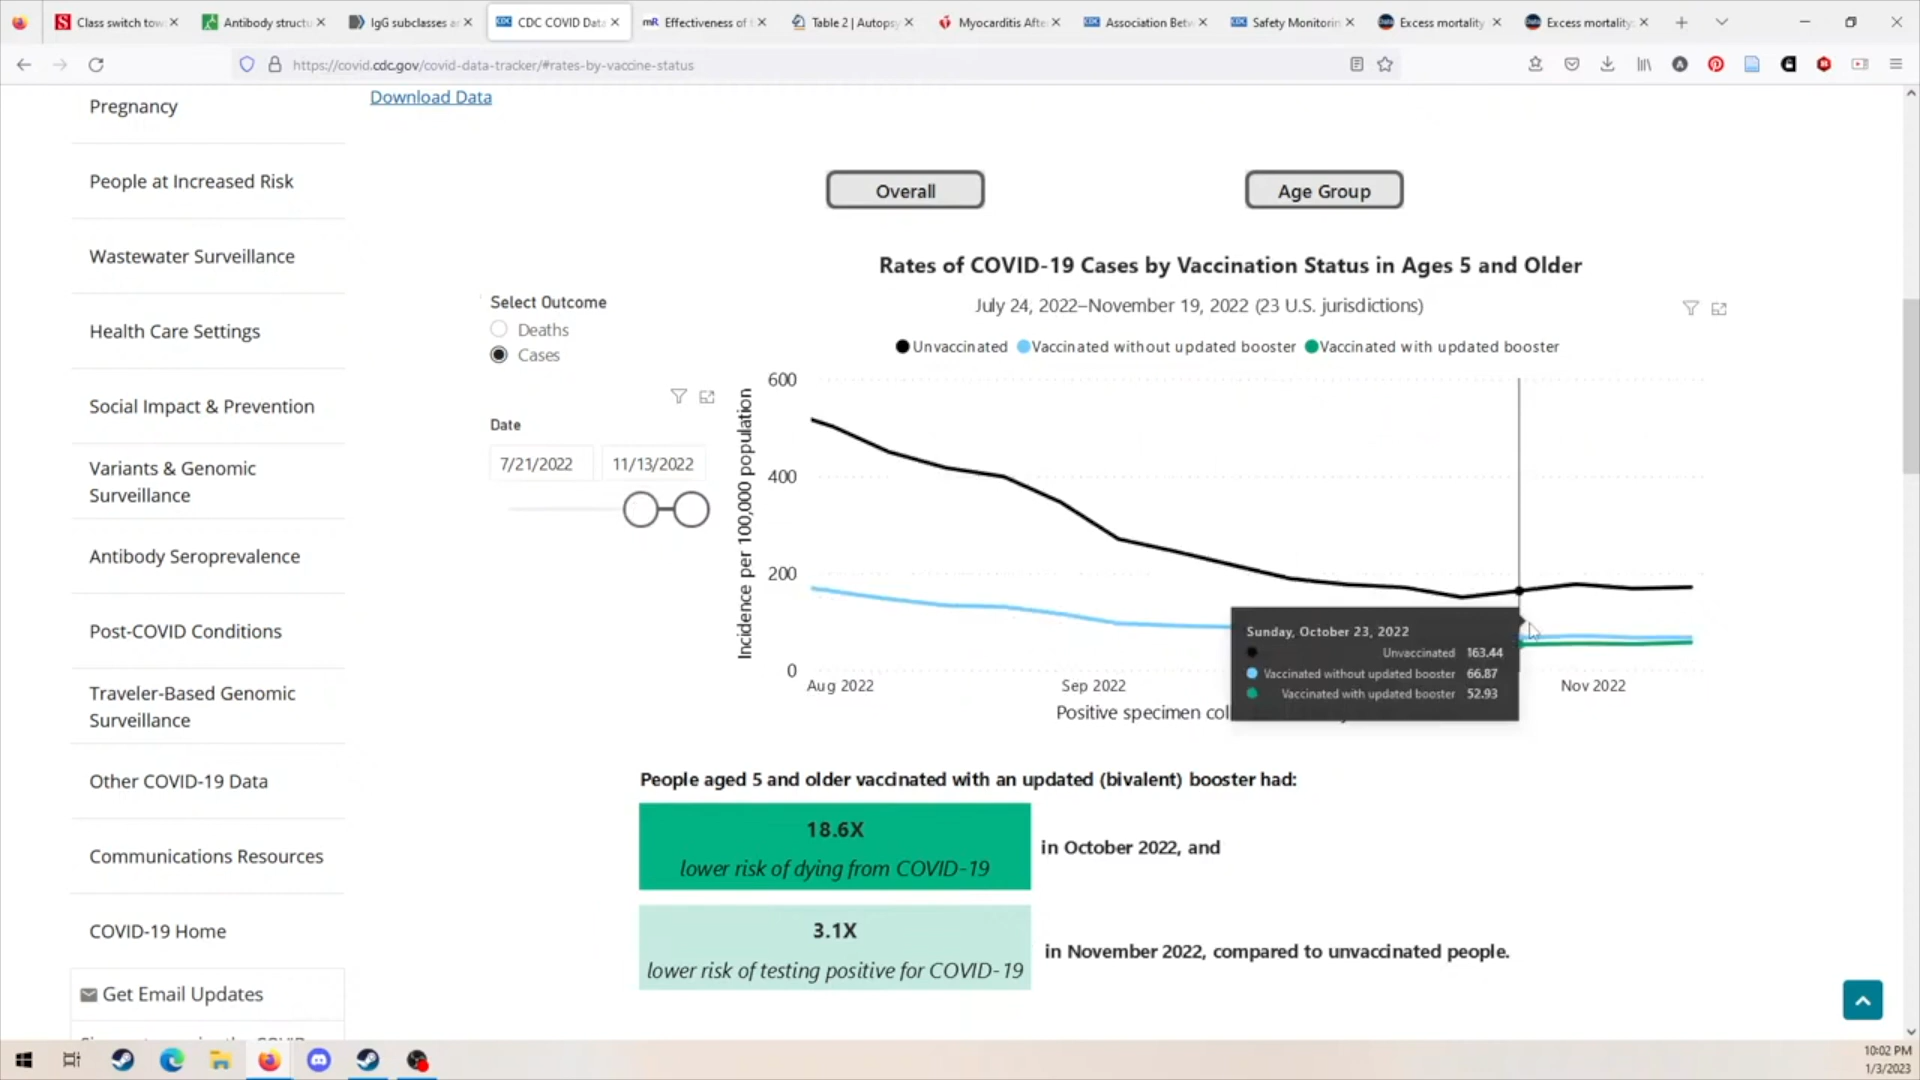 Class switch tow
Antibody structu
IgG subclasses a
CDC COVID Data
Effectiveness of
Table 2 | Autopsy
Myocarditis Afte
Association Betw
Safety Monitorin
Excess mortality
Excess mortality
https://covid.cdc.gov/covid-data-tracker/#rates-by-vaccine-status
Pregnancy
People at Increased Risk
Wastewater Surveillance
Health Care Settings
Social Impact & Prevention
Variants & Genomic
Surveillance
Antibody Seroprevalence
Post-COVID Conditions
Traveler-Based Genomic
Surveillance
Other COVID-19 Data
Communications Resources
COVID-19 Home
Get Email Updates
Download Data
Overall
Age Group
Rates of COVID-19 Cases by Vaccination Status in Ages 5 and Older
July 24, 2022–November 19, 2022 (23 U.S. jurisdictions)
Select Outcome
Deaths
Cases
Date
7/21/2022
11/13/2022
Unvaccinated Vaccinated without updated booster Vaccinated with updated booster
Incidence per 100,000 population
600
400
200
0
Aug 2022
Sep 2022
Nov 2022
Positive specimen col
Sunday, October 23, 2022
Unvaccinated 163.44
Vaccinated without updated booster 66.87
Vaccinated with updated booster 52.93
People aged 5 and older vaccinated with an updated (bivalent) booster had:
18.6X
lower risk of dying from COVID-19
in October 2022, and
3.1X
lower risk of testing positive for COVID-19
in November 2022, compared to unvaccinated people.
10:02 PM
1/3/2023